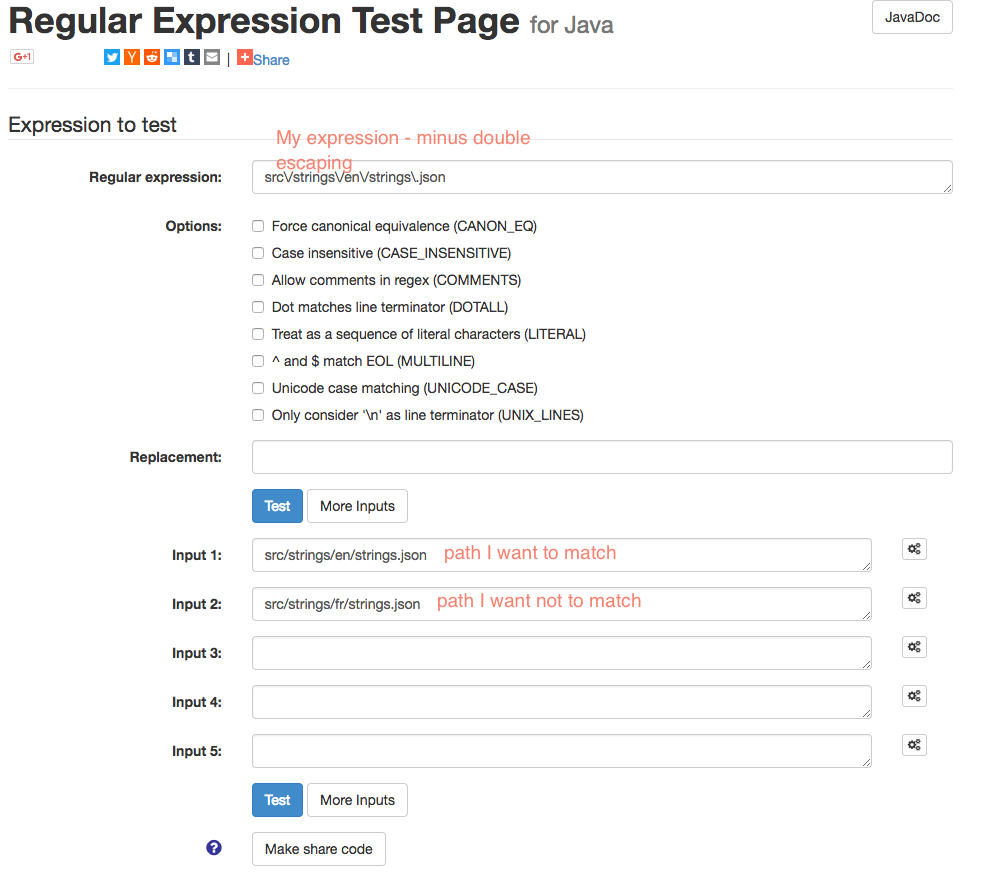 Regular Expression Test Page for Java
JavaDoc
G+1
| Share
Expression to test
My expression - minus double
escaping
Regular expression:
src\/strings\/en\/strings\.json
Options:
Force canonical equivalence (CANON_EQ)
Case insensitive (CASE_INSENSITIVE)
Allow comments in regex (COMMENTS)
Dot matches line terminator (DOTALL)
Treat as a sequence of literal characters (LITERAL)
^ and $ match EOL (MULTILINE)
Unicode case matching (UNICODE_CASE)
Only consider '\n' as line terminator (UNIX_LINES)
Replacement:
Test More Inputs
Input 1: src/strings/en/strings.json path I want to match
Input 2: src/strings/fr/strings.json path I want not to match
Input 3:
Input 4:
Input 5:
Test More Inputs
? Make share code